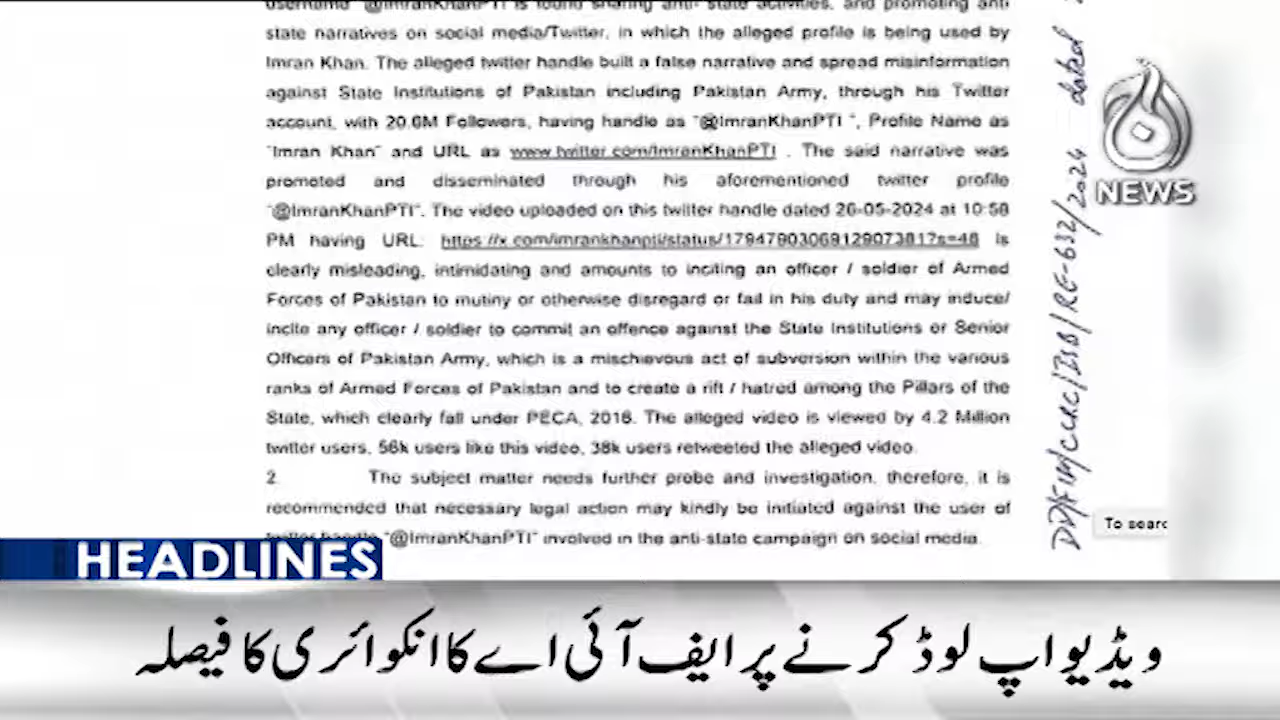 username "@ImranKhanPTI" is found sharing anti- state activities, and promoting anti
state narratives on social media/Twitter, in which the alleged profile is being used by
Imran Khan. The alleged twitter handle built a false narrative and spread misinformation
against State Institutions of Pakistan including Pakistan Army, through his Twitter
account, with 20.6M Followers, having handle as "@ImranKhanPTI ", Profile Name as
"Imran Khan" and URL as www.twitter.com/ImranKhanPTI . The said narrative was
promoted and disseminated through his aforementioned twitter profile
"@ImranKhanPTI". The video uploaded on this twitter handle dated 26-05-2024 at 10:58
PM having URL: https://x.com/imrankhanpti/status/1794790306912907381?s=48 is
clearly misleading, intimidating and amounts to inciting an officer / soldier of Armed
Forces of Pakistan to mutiny or otherwise disregard or fail in his duty and may induce/
incite any officer / soldier to commit an offence against the State Institutions or Senior
Officers of Pakistan Army, which is a mischievous act of subversion within the various
ranks of Armed Forces of Pakistan and to create a rift / hatred among the Pillars of the
State, which clearly fall under PECA, 2016. The alleged video is viewed by 4.2 Million
twitter users, 56k users like this video, 38k users retweeted the alleged video.
2. The subject matter needs further probe and investigation, therefore, it is
recommended that necessary legal action may kindly be initiated against the user of
twitter handle "@ImranKhanPTI" involved in the anti-state campaign on social media.
RE-632/2024 dated
NEWS
To searc
HEADLINES
ویڈیو اپ لوڈ کرنے پر ایف آئی اے کا انکوائری کا فیصلہ